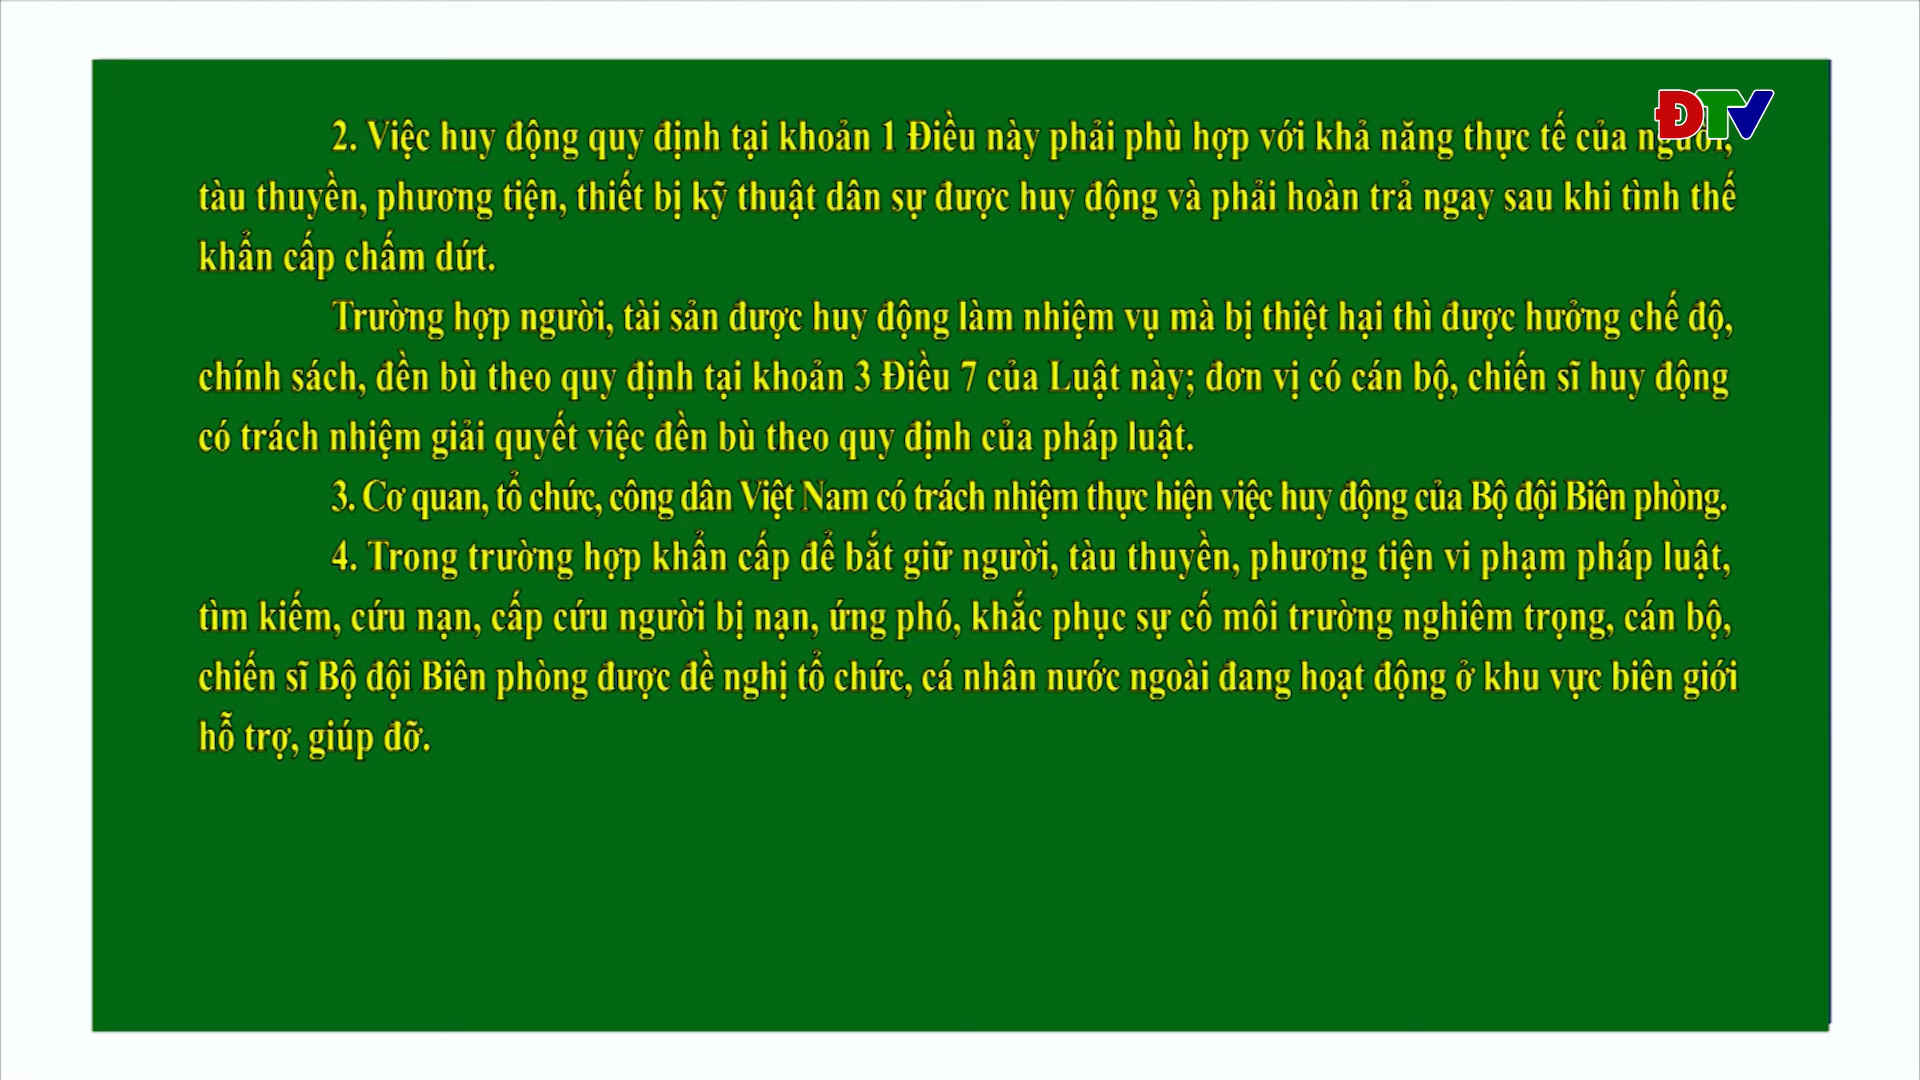 ĐTV
2. Việc huy động quy định tại khoản 1 Điều này phải phù hợp với khả năng thực tế của người,
tàu thuyền, phương tiện, thiết bị kỹ thuật dân sự được huy động và phải hoàn trả ngay sau khi tình thế
khẩn cấp chấm dứt.
Trường hợp người, tài sản được huy động làm nhiệm vụ mà bị thiệt hại thì được hưởng chế độ,
chính sách, đền bù theo quy định tại khoản 3 Điều 7 của Luật này; đơn vị có cán bộ, chiến sĩ huy động
có trách nhiệm giải quyết việc đền bù theo quy định của pháp luật.
3. Cơ quan, tổ chức, công dân Việt Nam có trách nhiệm thực hiện việc huy động của Bộ đội Biên phòng.
4. Trong trường hợp khẩn cấp để bắt giữ người, tàu thuyền, phương tiện vi phạm pháp luật,
tìm kiếm, cứu nạn, cấp cứu người bị nạn, ứng phó, khắc phục sự cố môi trường nghiêm trọng, cán bộ,
chiến sĩ Bộ đội Biên phòng được đề nghị tổ chức, cá nhân nước ngoài đang hoạt động ở khu vực biên giới
hỗ trợ, giúp đỡ.